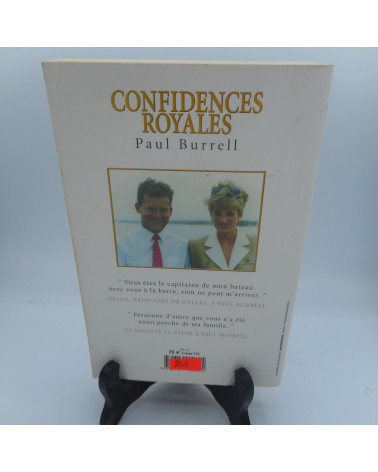 CONFIDENCES
ROYALES
Paul Burrell
" Vous êtes le capitaine de mon bateau.
Avec vous à la barre, rien ne peut m'arriver. "
DIANA, PRINCESSE DE GALLES, À PAUL BURRELL
" Personne d'autre que vous n'a été
aussi proche de ma famille. "
SA MAJESTÉ LA REINE À PAUL BURRELL